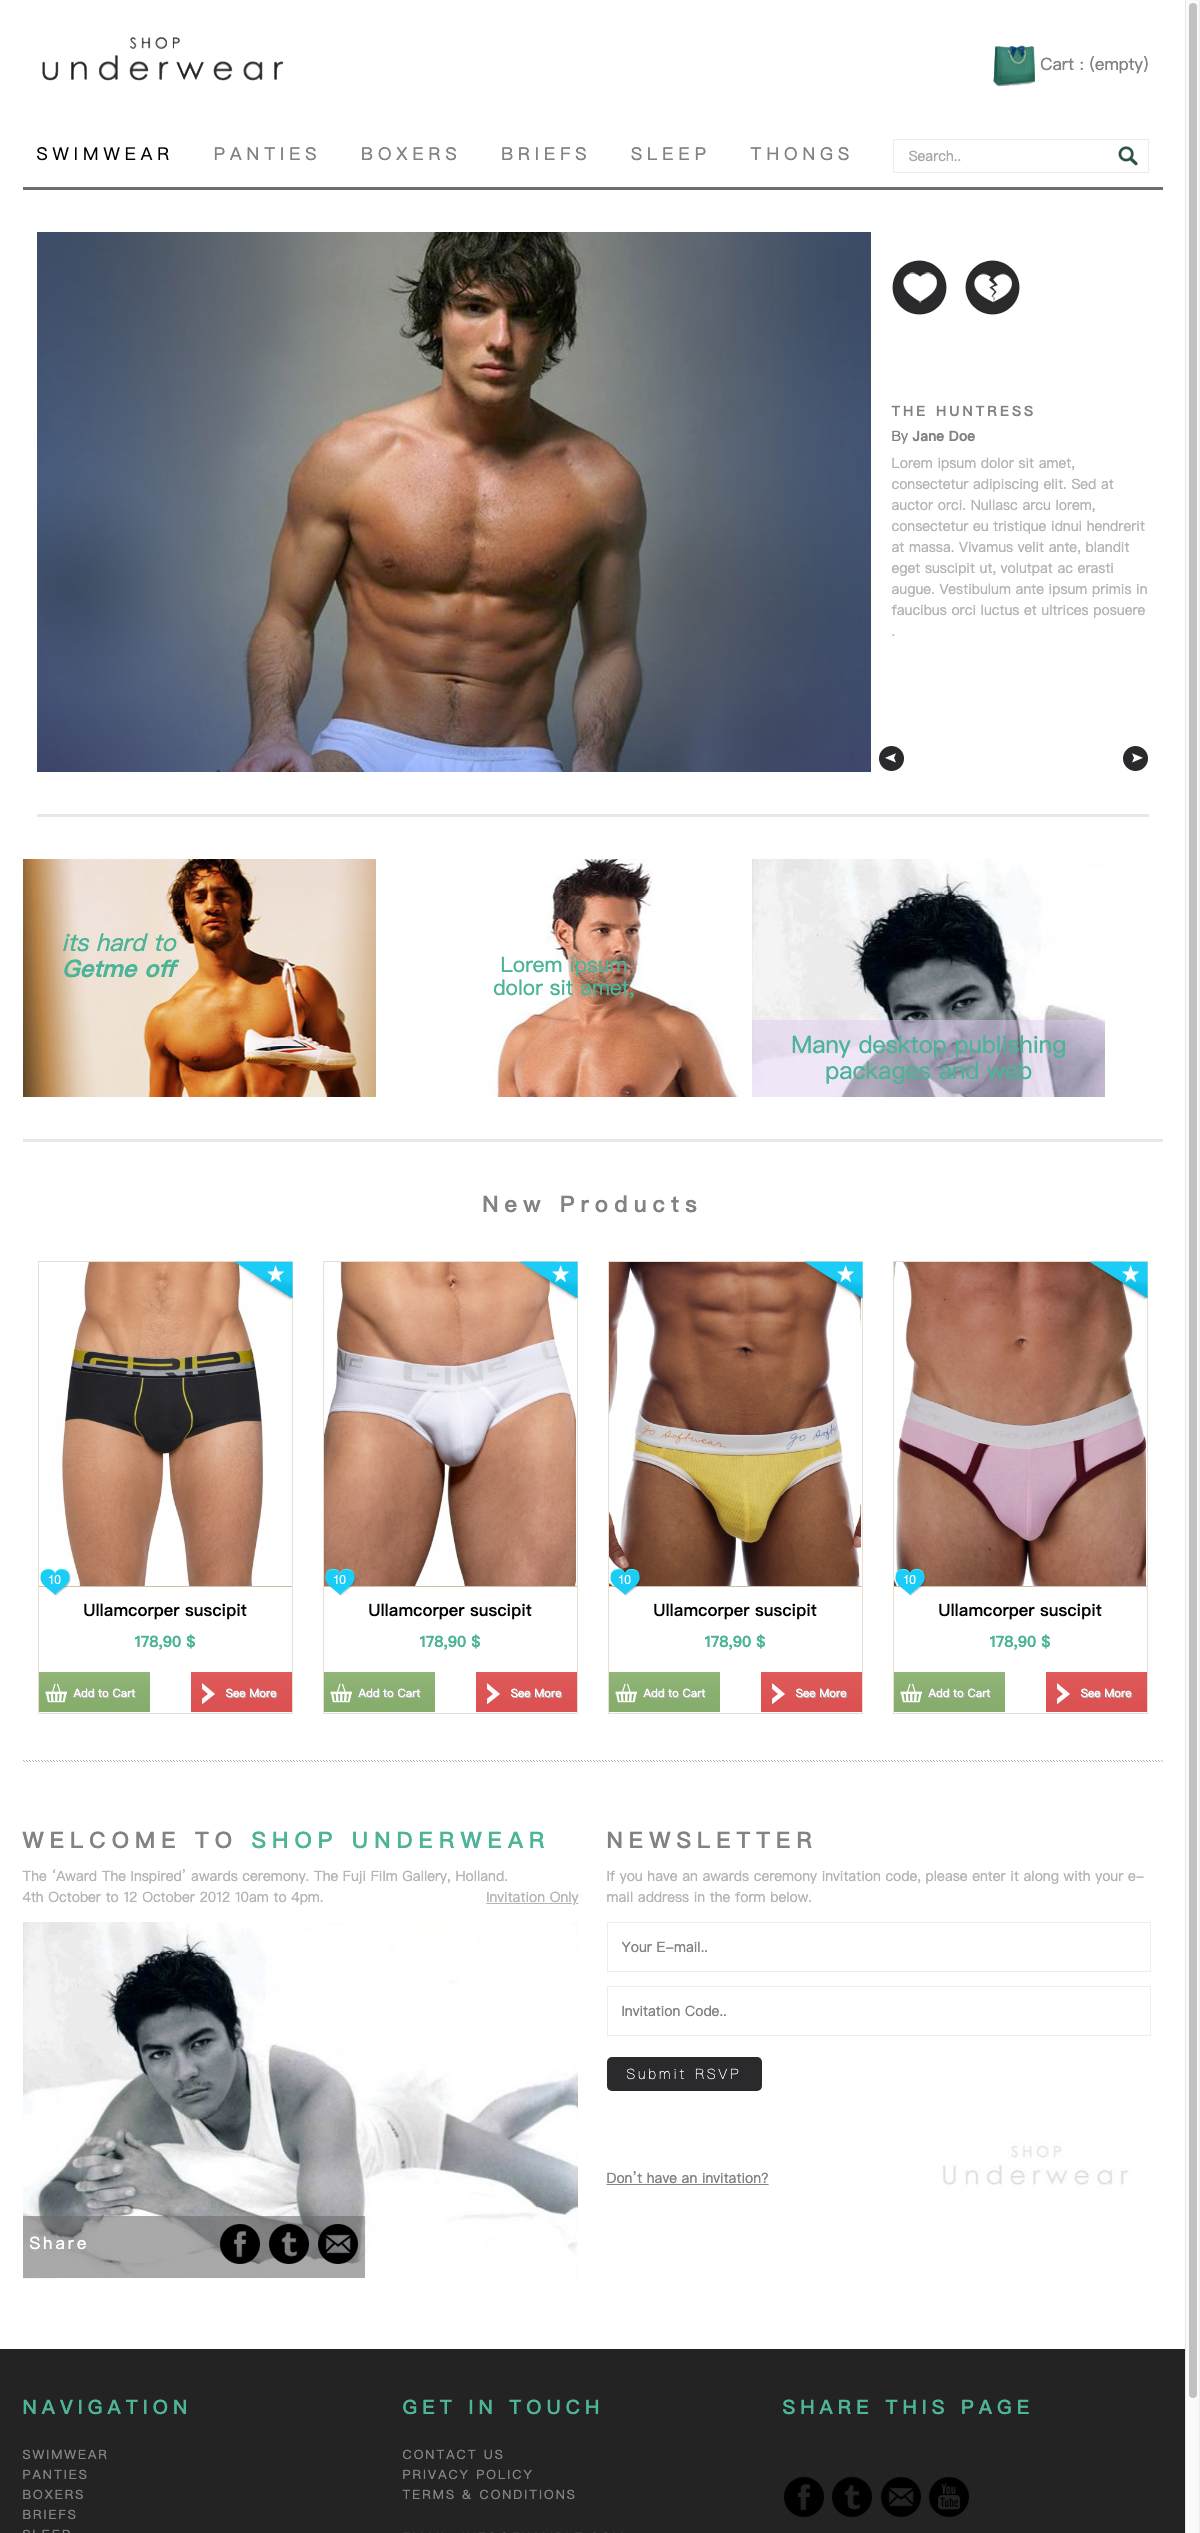 SHOP
underwear
Cart : (empty)
SWIMWEAR PANTIES BOXERS BRIEFS SLEEP THONGS Search..
THE HUNTRESS
By Jane Doe
Lorem ipsum dolor sit amet,
consectetur adipiscing elit. Sed at
auctor orci. Nullasc arcu lorem,
consectetur eu tristique idnui hendrerit
at massa. Vivamus velit ante, blandit
eget suscipit ut, volutpat ac erasti
augue. Vestibulum ante ipsum primis in
faucibus orci luctus et ultrices posuere
.
its hard to
Getme off
Lorem ipsum
dolor sit amet,
Many desktop publishing
packages and web
New Products
go softwear go soft
10 10 10 10
Ullamcorper suscipit Ullamcorper suscipit Ullamcorper suscipit Ullamcorper suscipit
178,90 $ 178,90 $ 178,90 $ 178,90 $
Add to Cart See More Add to Cart See More Add to Cart See More Add to Cart See More
WELCOME TO SHOP UNDERWEAR
The ‘Award The Inspired’ awards ceremony. The Fuji Film Gallery, Holland.
4th October to 12 October 2012 10am to 4pm. Invitation Only
Share
NEWSLETTER
If you have an awards ceremony invitation code, please enter it along with your e-
mail address in the form below.
Your E-mail..
Invitation Code..
Submit RSVP
Don't have an invitation?
SHOP
Underwear
NAVIGATION
SWIMWEAR
PANTIES
BOXERS
BRIEFS
SLEEP
GET IN TOUCH
CONTACT US
PRIVACY POLICY
TERMS & CONDITIONS
SHARE THIS PAGE
You
Tube